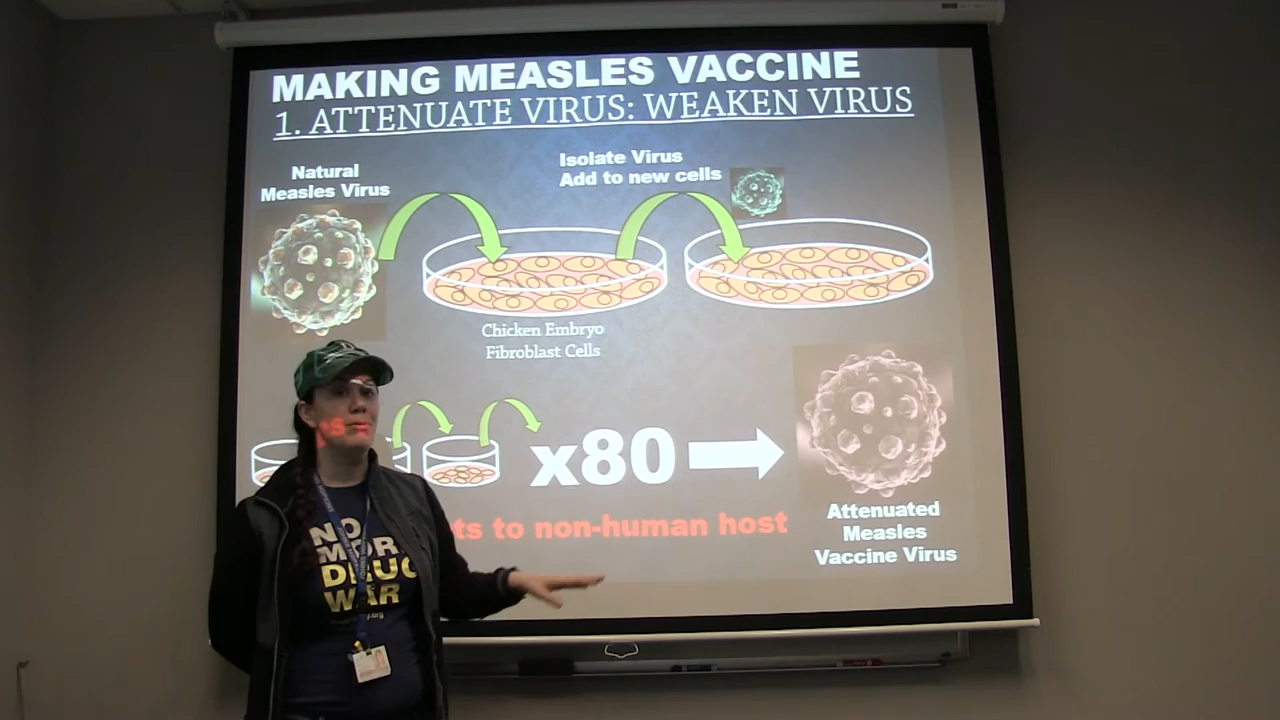 MAKING MEASLES VACCINE
1. ATTENUATE VIRUS: WEAKEN VIRUS
Natural
Measles Virus
Isolate Virus
Add to new cells
Chicken Embryo
Fibroblast Cells
x80
ts to non-human host
Attenuated
Measles
Vaccine Virus
NO
MOR
DRUG
WAR